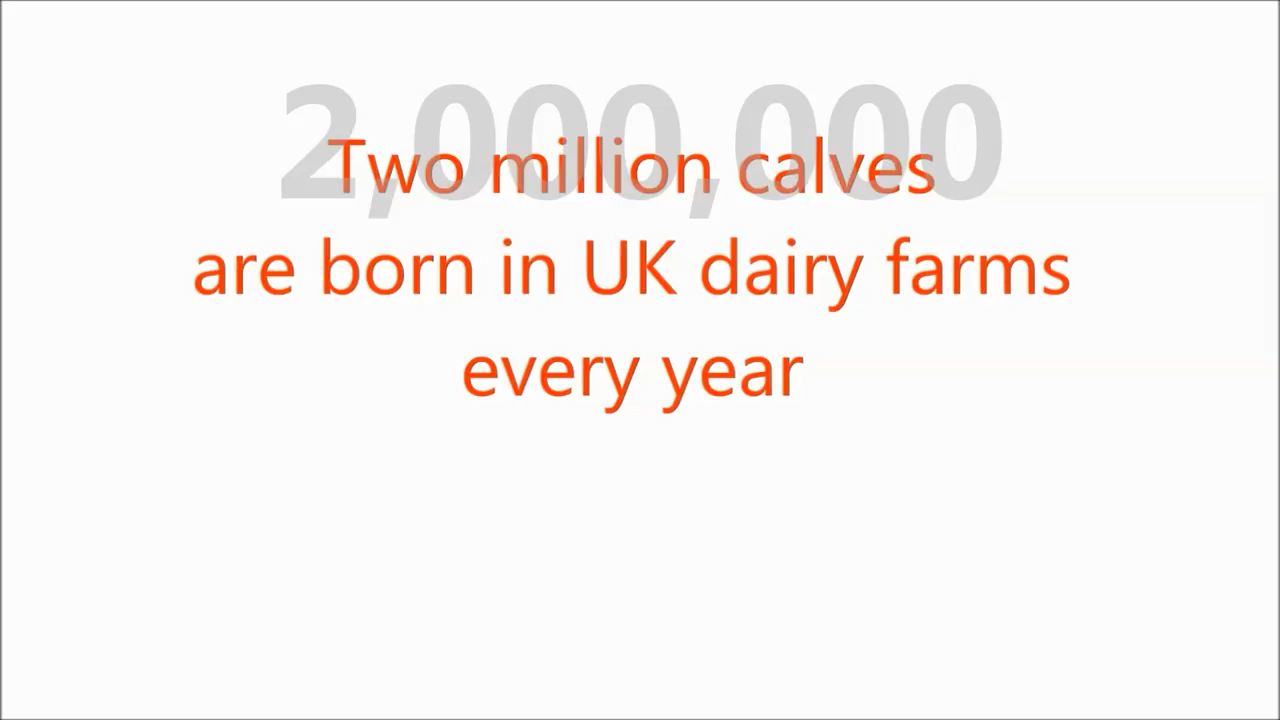 2,000,000
Two million calves
are born in UK dairy farms
every year